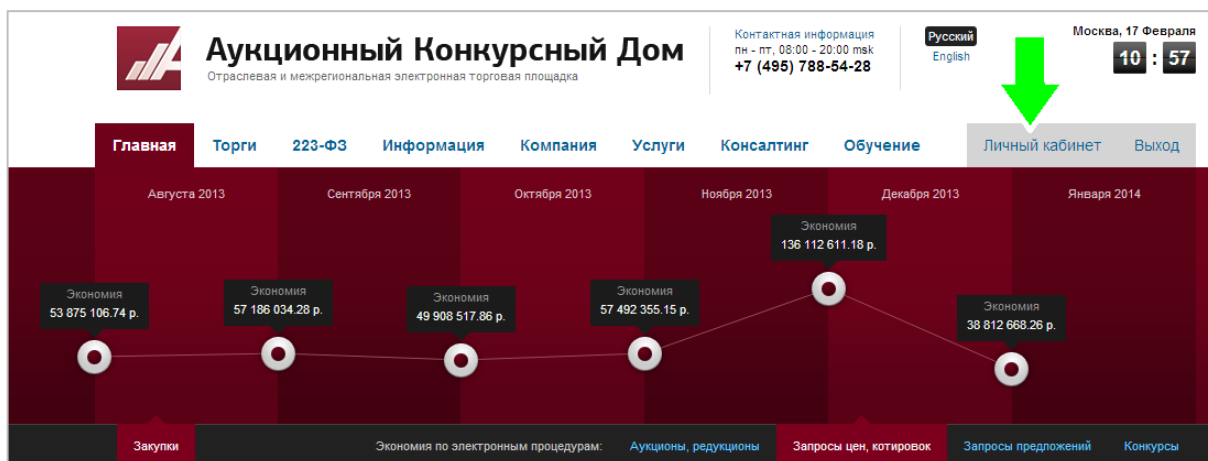 Аукционный Конкурсный Дом
Отраслевая и межрегиональная электронная торговая площадка
Контактная информация
пн - пт, 08:00 - 20:00 msk
+7 (495) 788-54-28
Русский
English
Москва, 17 Февраля
10 : 57
Главная Торги 223-ФЗ Информация Компания Услуги Консалтинг Обучение Личный кабинет Выход
Августа 2013 Сентября 2013 Октября 2013 Ноября 2013 Декабря 2013 Января 2014
Экономия
53 875 106.74 р.
Экономия
57 186 034.28 р.
Экономия
49 908 517.86 р.
Экономия
57 492 355.15 р.
Экономия
136 112 611.18 р.
Экономия
38 812 668.26 р.
Закупки Экономия по электронным процедурам: Аукционы, редукционы Запросы цен, котировок Запросы предложений Конкурсы